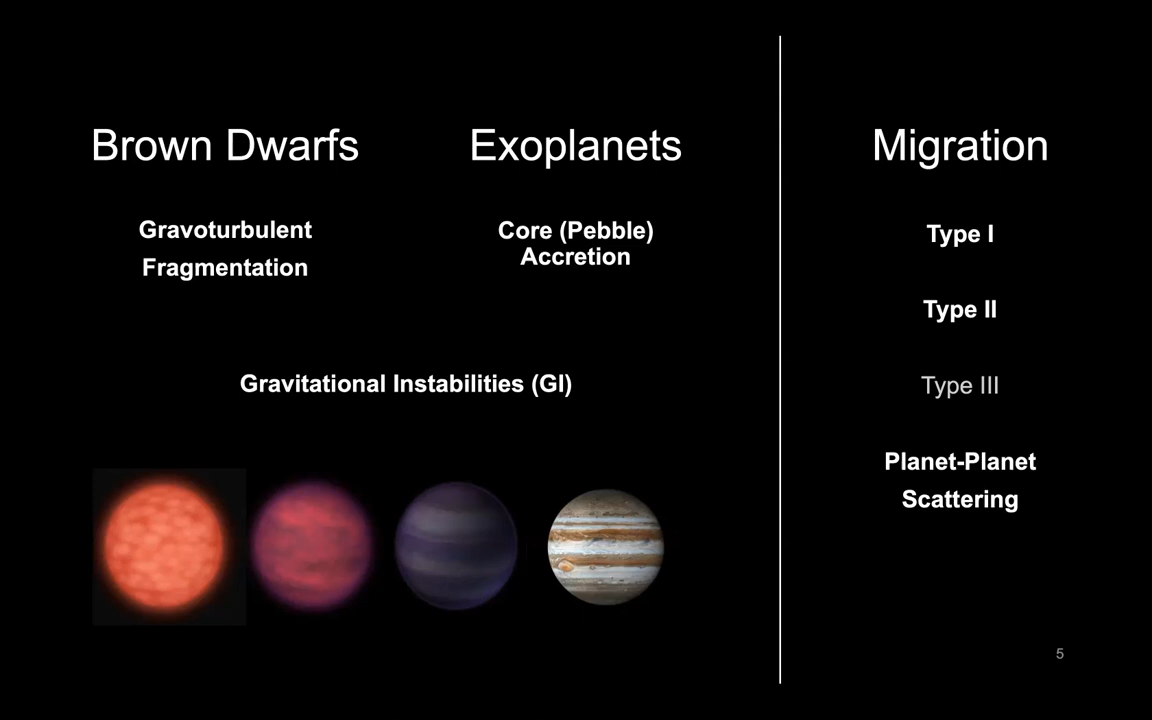 Brown Dwarfs
Gravoturbulent
Fragmentation
Exoplanets
Core (Pebble)
Accretion
Gravitational Instabilities (GI)
Migration
Type I
Type II
Type III
Planet-Planet
Scattering
5